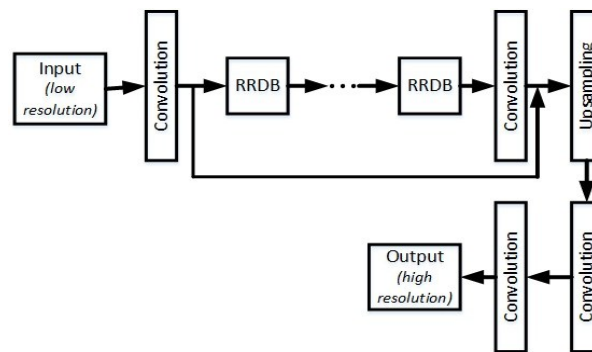 Input
(low
resolution)
Convolution
RRDB
...
RRDB
Convolution
Upsampling
Convolution
Convolution
Output
(high
resolution)